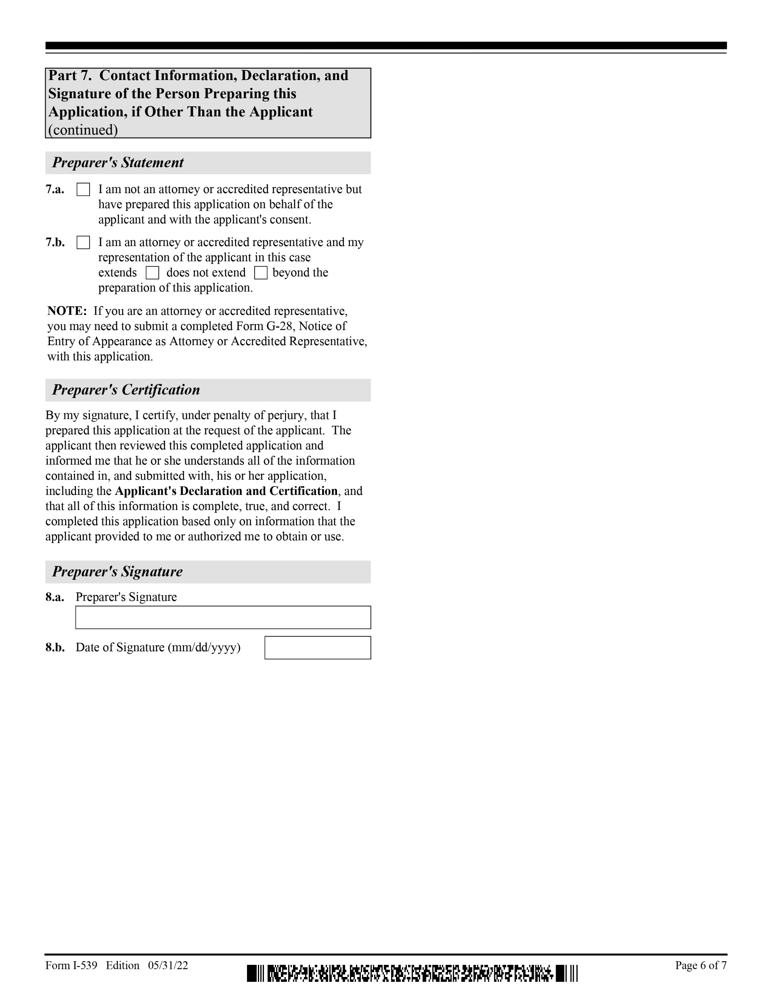 Part 7.  Contact Information, Declaration, and
Signature of the Person Preparing this
Application, if Other Than the Applicant
(continued)
Preparer's Statement
7.a. I am not an attorney or accredited representative but
have prepared this application on behalf of the
applicant and with the applicant's consent.
7.b. I am an attorney or accredited representative and my
representation of the applicant in this case
extends does not extend beyond the
preparation of this application.
NOTE:  If you are an attorney or accredited representative,
you may need to submit a completed Form G-28, Notice of
Entry of Appearance as Attorney or Accredited Representative,
with this application.
Preparer's Certification
By my signature, I certify, under penalty of perjury, that I
prepared this application at the request of the applicant.  The
applicant then reviewed this completed application and
informed me that he or she understands all of the information
contained in, and submitted with, his or her application,
including the Applicant's Declaration and Certification, and
that all of this information is complete, true, and correct.  I
completed this application based only on information that the
applicant provided to me or authorized me to obtain or use.
Preparer's Signature
8.a. Preparer's Signature
8.b. Date of Signature (mm/dd/yyyy)
Form I-539   Edition   05/31/22
Page 6 of 7